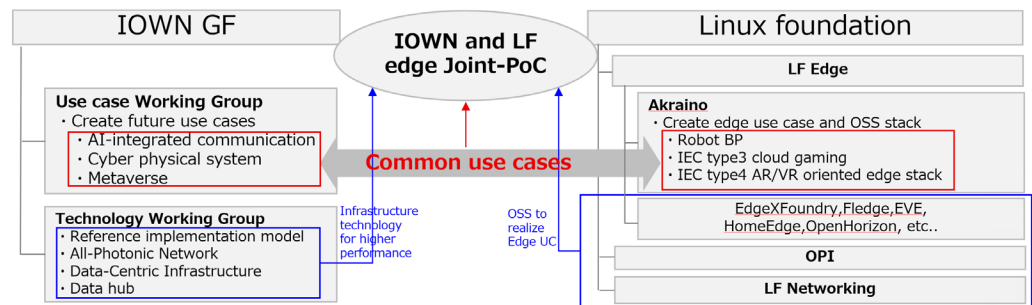 IOWN GF
IOWN and LF
edge Joint-PoC
Linux foundation
LF Edge
Use case Working Group
・Create future use cases
・AI-integrated communication
・Cyber physical system
・Metaverse
Common use cases
Akraino
・Create edge use case and OSS stack
・Robot BP
・IEC type3 cloud gaming
・IEC type4 AR/VR oriented edge stack
Technology Working Group
・Reference implementation model
・All-Photonic Network
・Data-Centric Infrastructure
・Data hub
Infrastructure
technology
for higher
performance
OSS to
realize
Edge UC
EdgeXFoundry,Fledge,EVE,
HomeEdge,OpenHorizon, etc..
OPI
LF Networking